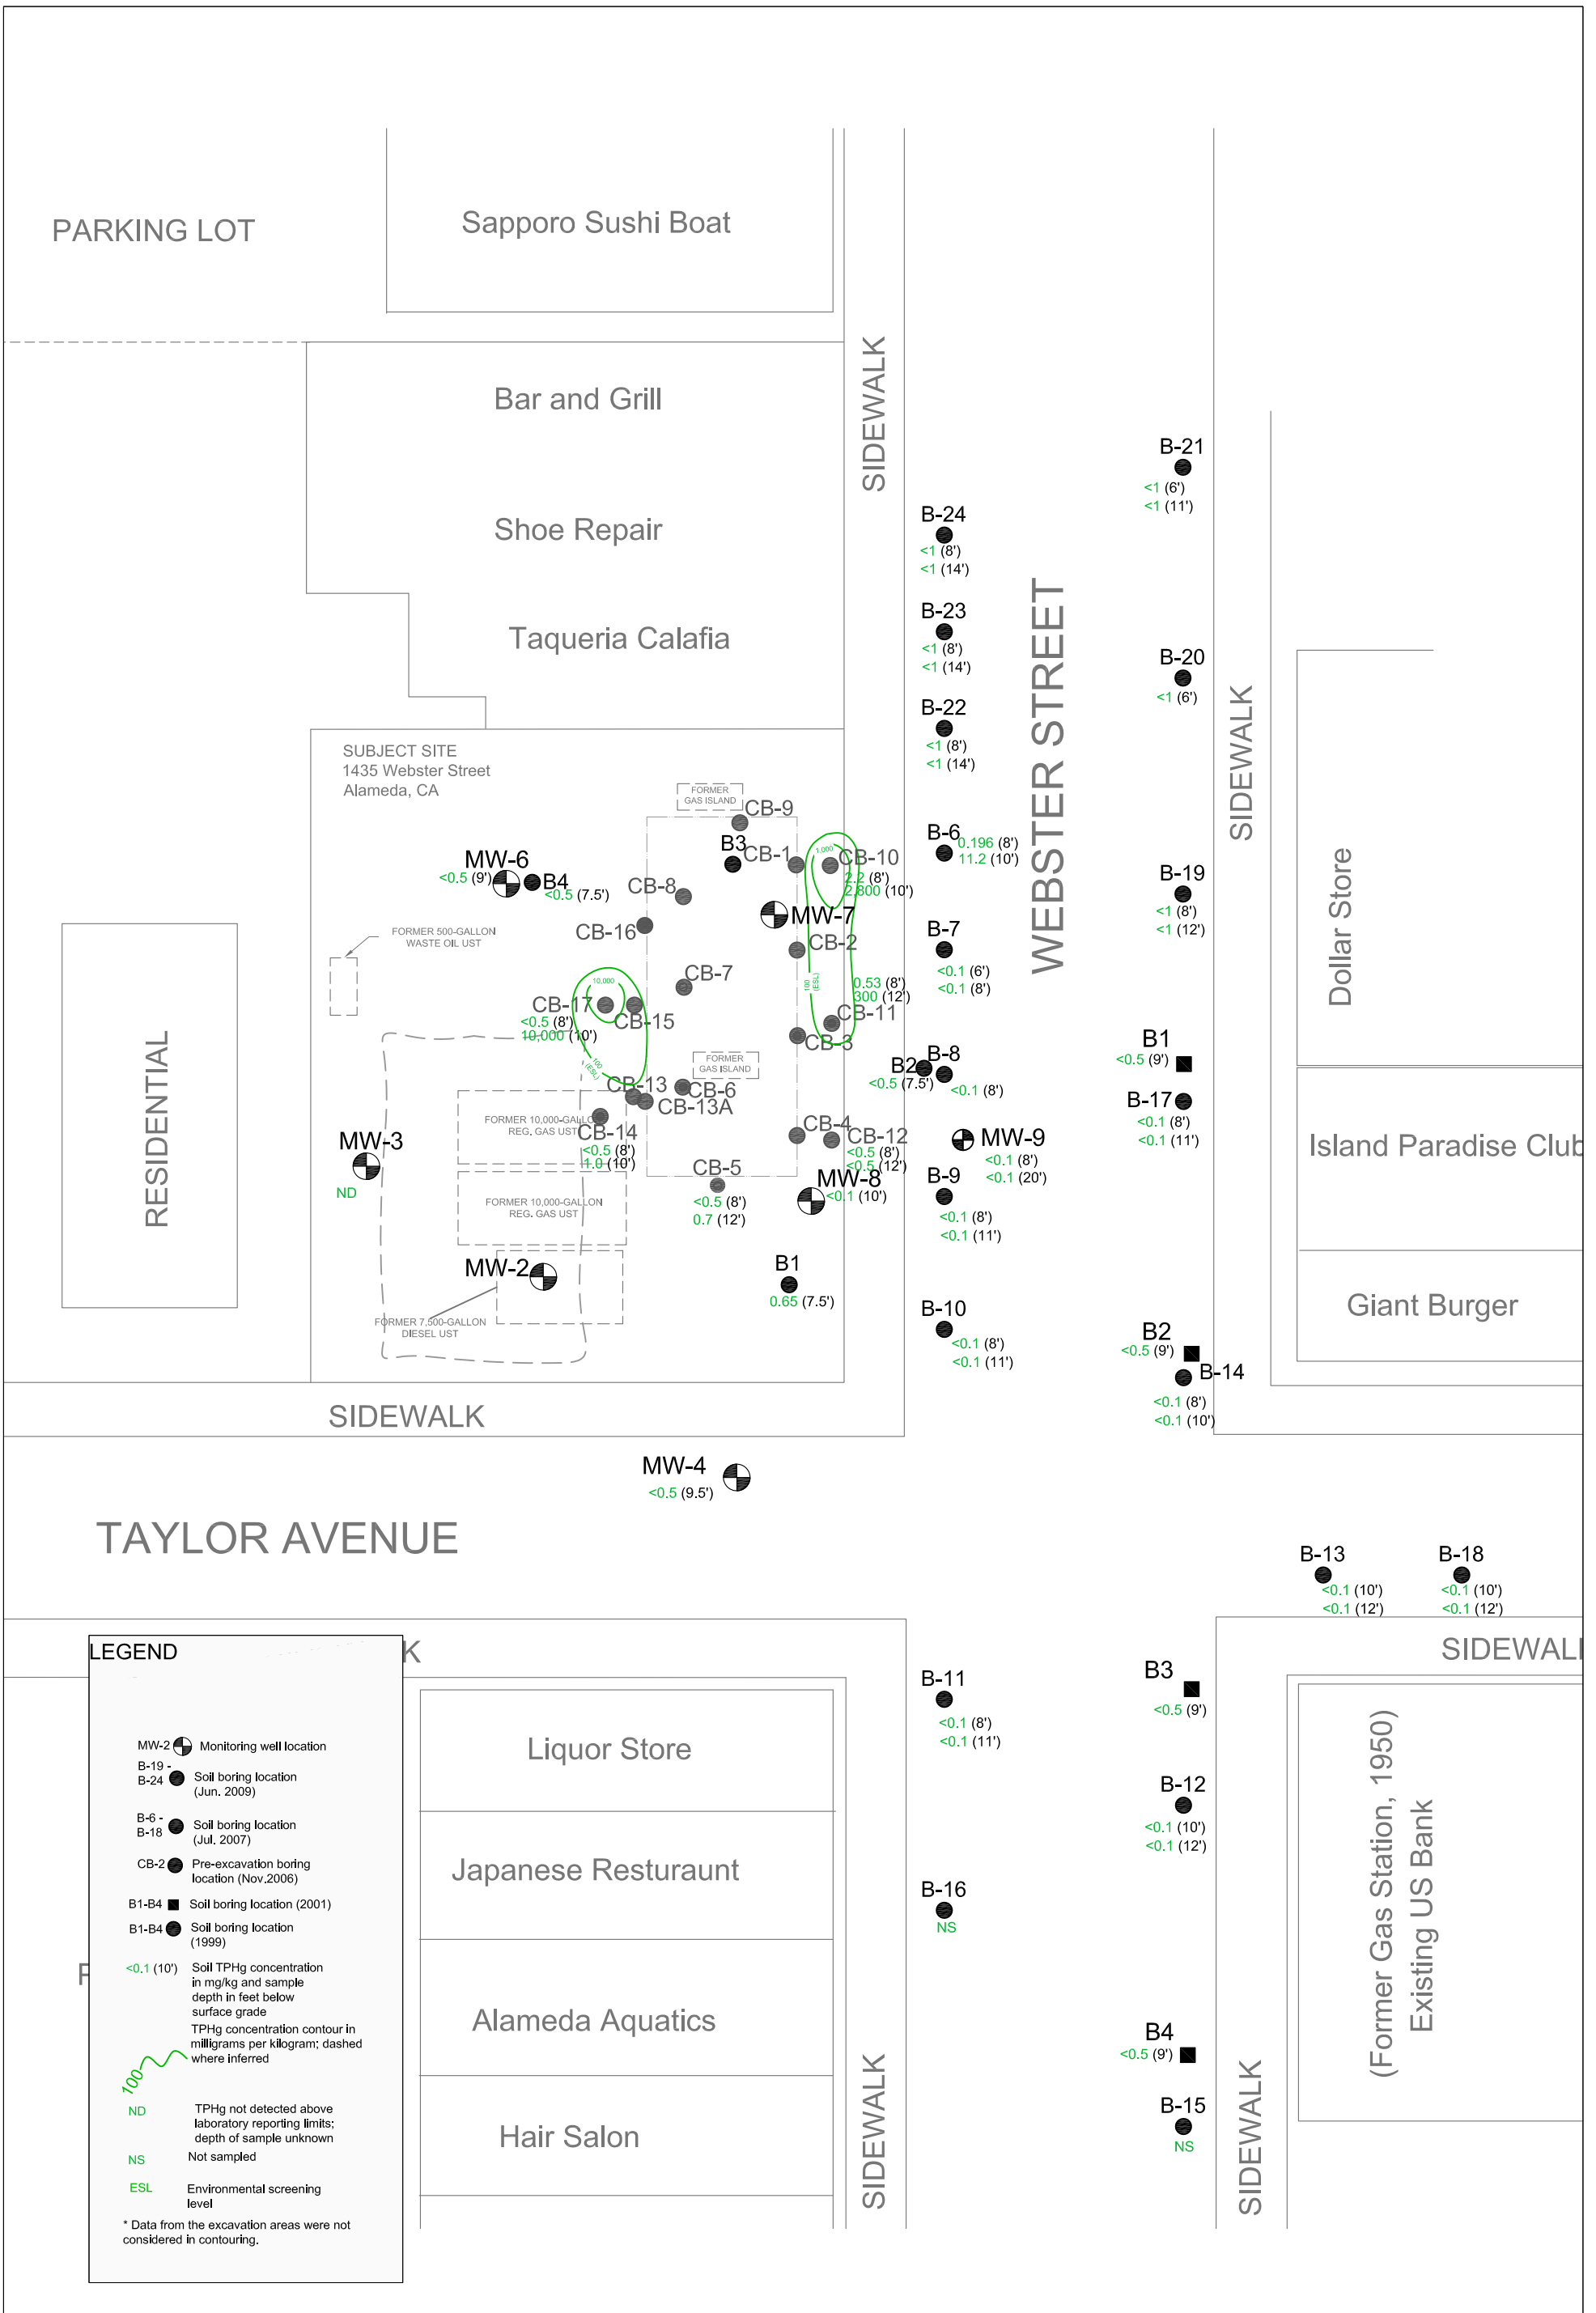 PARKING LOT
Sapporo Sushi Boat
Bar and Grill
Shoe Repair
Taqueria Calafia
SIDEWALK
WEBSTER STREET
SIDEWALK
B-21
<1 (6')
<1 (11')
B-24
<1 (8')
<1 (14')
B-23
<1 (8')
<1 (14')
B-20
<1 (6')
B-22
<1 (8')
<1 (14')
SUBJECT SITE
1435 Webster Street
Alameda, CA
FORMER
GAS ISLAND
CB-9
B3
CB-1
1,000
CB-10
2.2 (8')
2,800 (10')
B-6
0.196 (8')
11.2 (10')
MW-6
<0.5 (9')
B4
<0.5 (7.5')
CB-8
B-19
<1 (8')
<1 (12')
Dollar Store
MW-7
CB-16
CB-2
B-7
<0.1 (6')
<0.1 (8')
FORMER 500-GALLON
WASTE OIL UST
CB-7
100
(ESL)
0.53 (8')
300 (12')
10,000
CB-17
<0.5 (8')
10,000 (10')
CB-15
CB-11
CB-3
RESIDENTIAL
100
(ESL)
FORMER
GAS ISLAND
B2
<0.5 (7.5')
B-8
<0.1 (8')
B1
<0.5 (9')
B-17
<0.1 (8')
<0.1 (11')
CB-13
CB-6
CB-13A
FORMER 10,000-GALLO
REG. GAS UST
CB-14
<0.5 (8')
1.0 (10')
CB-4
CB-12
<0.5 (8')
<0.5 (12')
MW-9
<0.1 (8')
<0.1 (20')
Island Paradise Club
MW-3
ND
CB-5
<0.5 (8')
0.7 (12')
MW-8
<0.1 (10')
B-9
<0.1 (8')
<0.1 (11')
FORMER 10,000-GALLON
REG. GAS UST
MW-2
FORMER 7,500-GALLON
DIESEL UST
B1
0.65 (7.5')
B-10
<0.1 (8')
<0.1 (11')
Giant Burger
B2
<0.5 (9')
B-14
<0.1 (8')
<0.1 (10')
SIDEWALK
MW-4
<0.5 (9.5')
TAYLOR AVENUE
B-13
<0.1 (10')
<0.1 (12')
B-18
<0.1 (10')
<0.1 (12')
SIDEWAL
K
B-11
<0.1 (8')
<0.1 (11')
B3
<0.5 (9')
Liquor Store
B-12
<0.1 (10')
<0.1 (12')
(Former Gas Station, 1950)
Existing US Bank
Japanese Resturaunt
B-16
NS
Alameda Aquatics
B4
<0.5 (9')
B-15
NS
Hair Salon
SIDEWALK
SIDEWALK
LEGEND
MW-2 Monitoring well location
B-19 -
B-24 Soil boring location
(Jun. 2009)
B-6 -
B-18 Soil boring location
(Jul. 2007)
CB-2 Pre-excavation boring
location (Nov.2006)
B1-B4 Soil boring location (2001)
B1-B4 Soil boring location
(1999)
<0.1 (10') Soil TPHg concentration
in mg/kg and sample
depth in feet below
surface grade
100 TPHg concentration contour in
milligrams per kilogram; dashed
where inferred
ND TPHg not detected above
laboratory reporting limits;
depth of sample unknown
NS Not sampled
ESL Environmental screening
level
* Data from the excavation areas were not
considered in contouring.